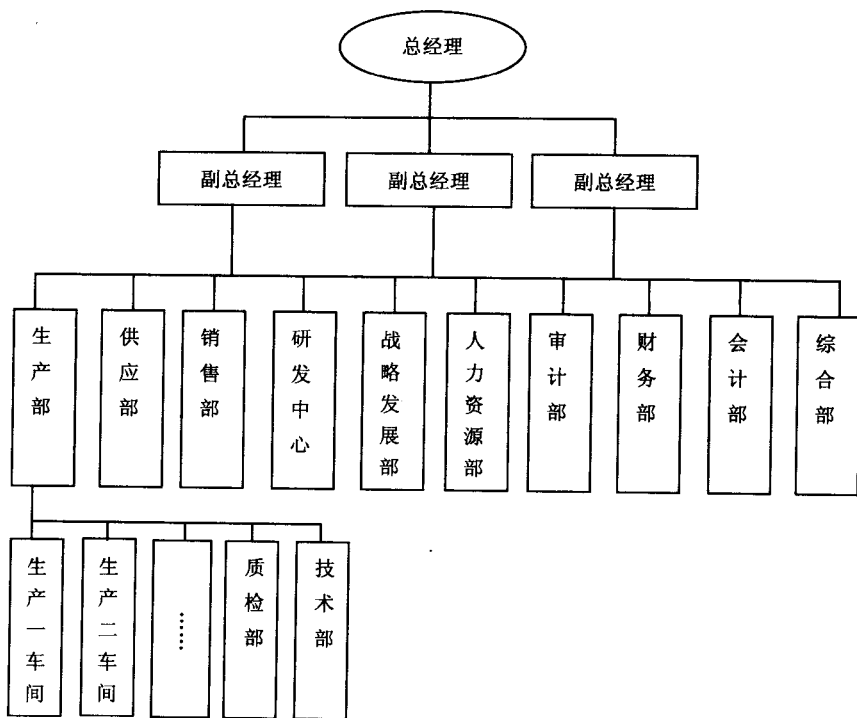 总经理
副总经理
副总经理
副总经理
生产部
供应部
销售部
研发中心
战略发展部
人力资源部
审计部
财务部
会计部
综合部
生产一车间
生产二车间
……
质检部
技术部